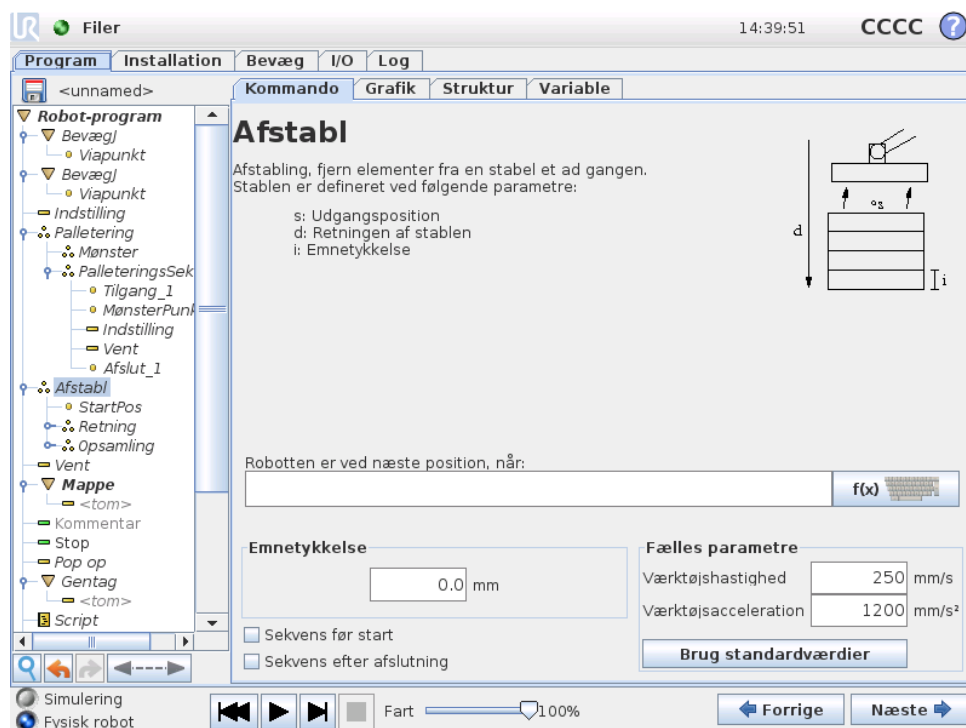 UR Filer 14:39:51 CCCC ?
Program Installation Bevæg I/O Log
<unnamed>
Kommando Grafik Struktur Variable
Robot-program
BevægJ
Viapunkt
BevægJ
Viapunkt
Indstilling
Palletering
Mønster
PalleteringsSek
Tilgang_1
MønsterPunk
Indstilling
Vent
Afslut_1
Afstabl
StartPos
Retning
Opsamling
Vent
Mappe
<tom>
Kommentar
Stop
Pop op
Gentag
<tom>
Script
Afstabl
Afstabling, fjern elementer fra en stabel et ad gangen.
Stablen er defineret ved følgende parametre:
s: Udgangsposition
d: Retningen af stablen
i: Emnetykkelse
s
d
i
Robotten er ved næste position, når:
f(x)
Emnetykkelse
0.0 mm
Sekvens før start
Sekvens efter afslutning
Fælles parametre
Værktøjshastighed 250 mm/s
Værktøjsacceleration 1200 mm/s²
Brug standardværdier
Simulering
Fysisk robot
Fart 100%
Forrige Næste